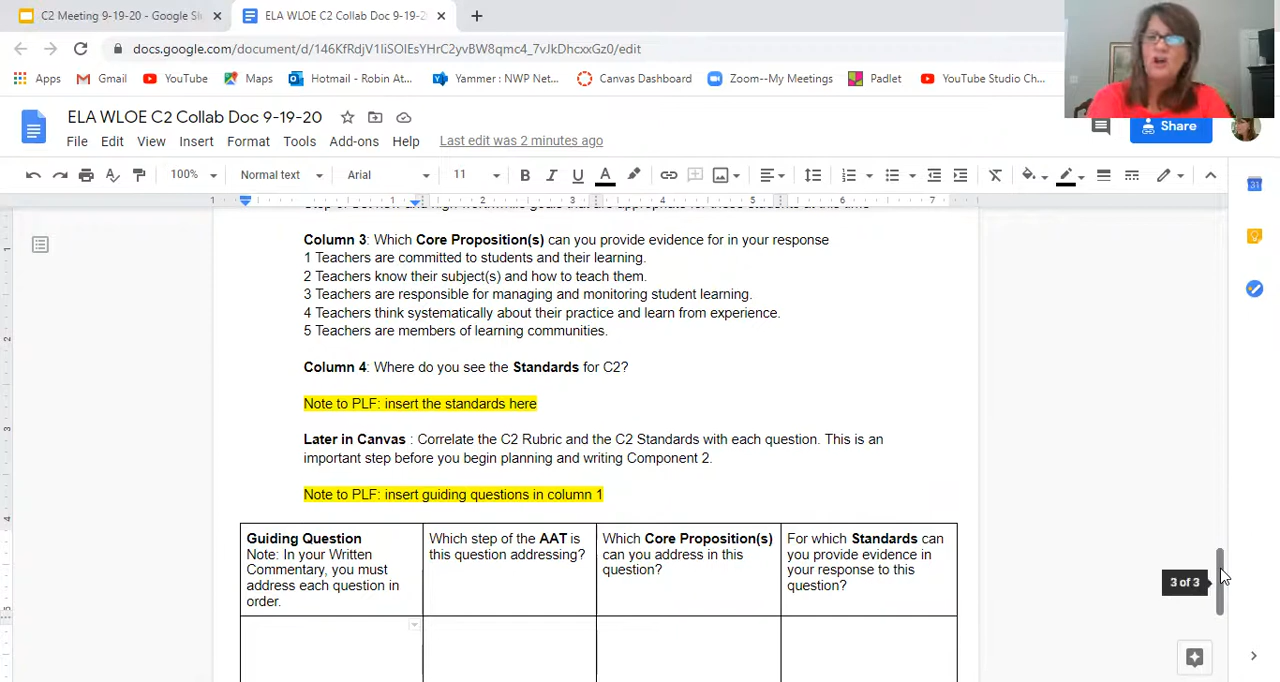 C2 Meeting 9-19-20 - Google Sli
ELA WLOE C2 Collab Doc 9-19-20
docs.google.com/document/d/146KfRdjV1IiSOlEsYHrC2yvBW8qmc4_7vJkDhcxxGz0/edit
Apps Gmail YouTube Maps Hotmail - Robin At... Yammer : NWP Net... Canvas Dashboard Zoom--My Meetings Padlet YouTube Studio Ch...
ELA WLOE C2 Collab Doc 9-19-20
Share
File Edit View Insert Format Tools Add-ons Help Last edit was 2 minutes ago
100% Normal text Arial 11 B I U A
1 1 2 3 4 5 6 7
31
Column 3: Which Core Proposition(s) can you provide evidence for in your response
1 Teachers are committed to students and their learning.
2 Teachers know their subject(s) and how to teach them.
3 Teachers are responsible for managing and monitoring student learning.
4 Teachers think systematically about their practice and learn from experience.
5 Teachers are members of learning communities.
Column 4: Where do you see the Standards for C2?
Note to PLF: insert the standards here
Later in Canvas : Correlate the C2 Rubric and the C2 Standards with each question. This is an
important step before you begin planning and writing Component 2.
Note to PLF: insert guiding questions in column 1
Guiding Question
Note: In your Written
Commentary, you must
address each question in
order.
Which step of the AAT is
this question addressing?
Which Core Proposition(s)
can you address in this
question?
For which Standards can
you provide evidence in
your response to this
question?
3 of 3